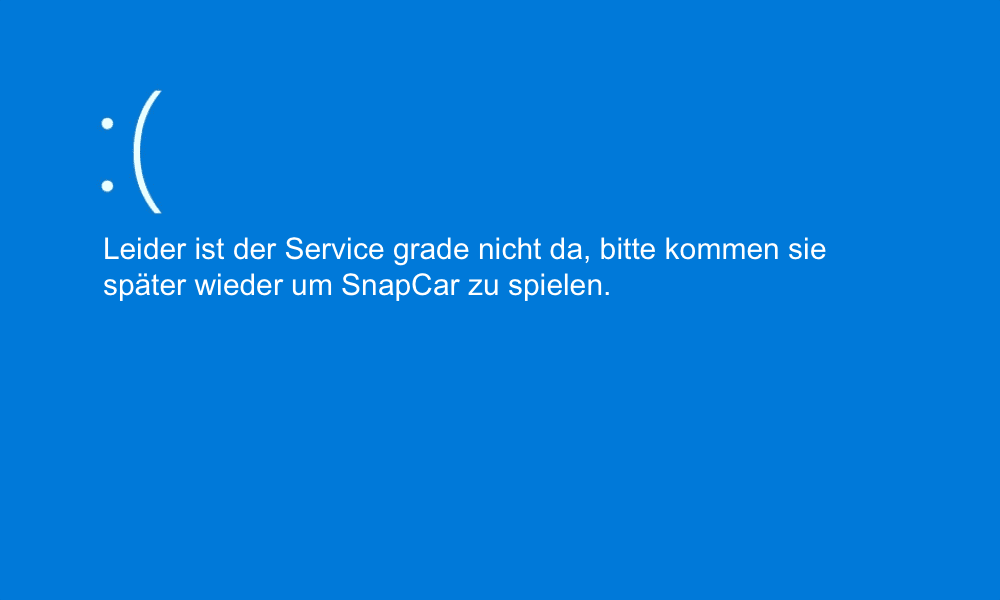 :(
Leider ist der Service grade nicht da, bitte kommen sie
später wieder um SnapCar zu spielen.